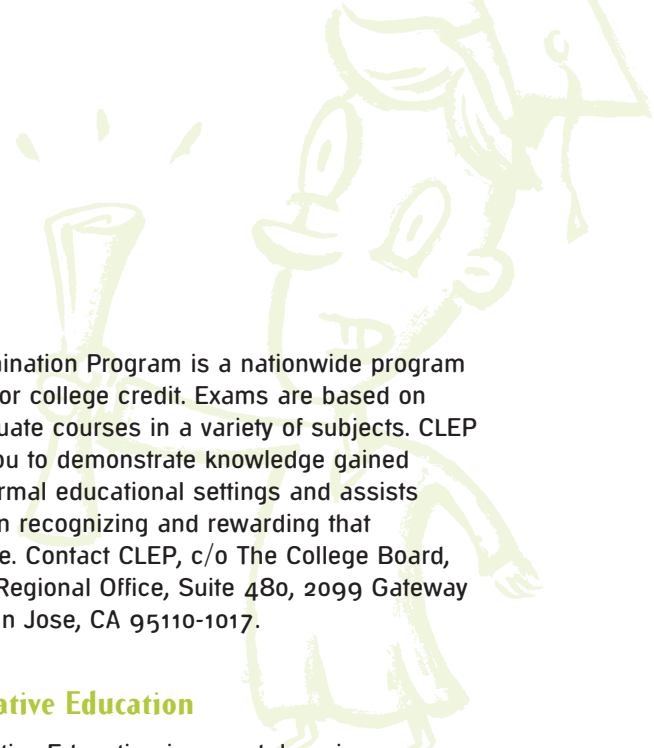 ination Program is a nationwide program
or college credit. Exams are based on
uate courses in a variety of subjects. CLEP
ou to demonstrate knowledge gained
rmal educational settings and assists
n recognizing and rewarding that
e. Contact CLEP, c/o The College Board,
Regional Office, Suite 480, 2099 Gateway
n Jose, CA 95110-1017.
ative Education